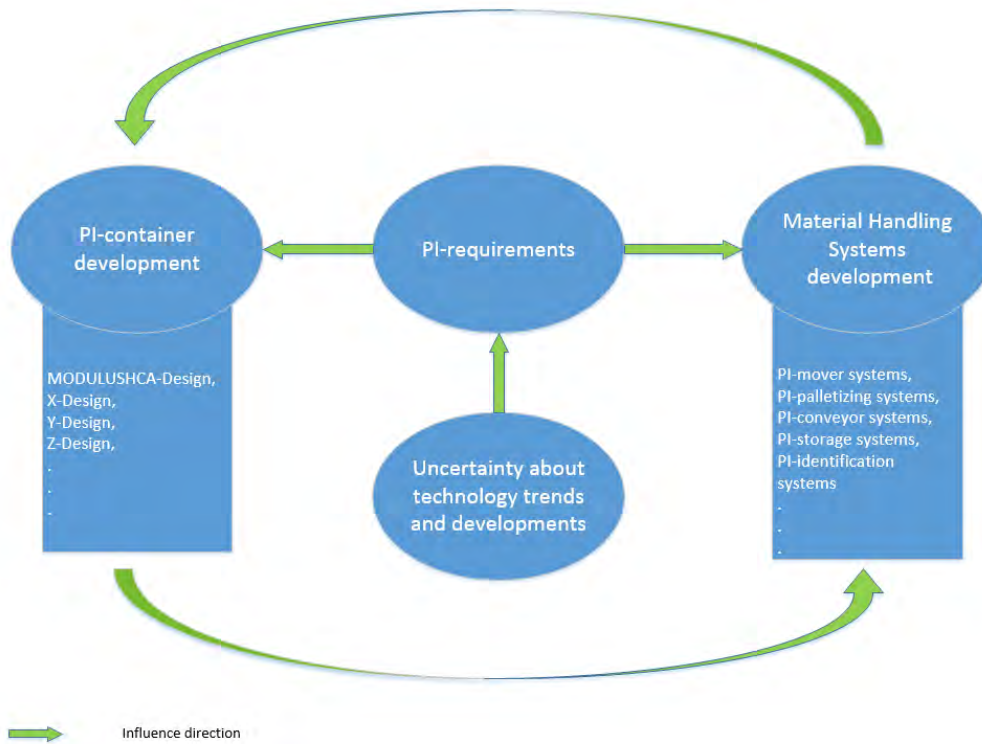 PI-container
development
PI-requirements
Material Handling
Systems
development
MODULUSHCA-Design,
X-Design,
Y-Design,
Z-Design,
.
.
.
Uncertainty about
technology trends
and developments
PI-mover systems,
PI-palletizing systems,
PI-conveyor systems,
PI-storage systems,
PI-identification
systems
.
.
.
Influence direction